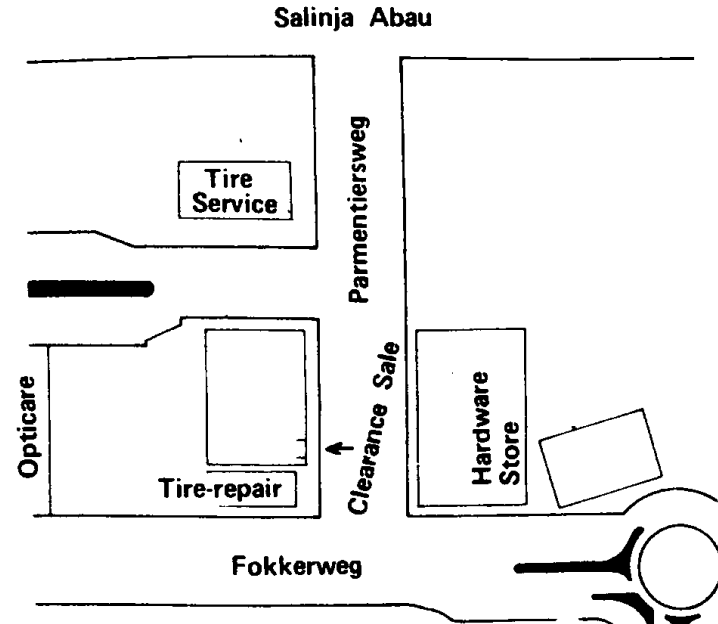 Salinja Abau
Tire
Service
Parmentiersweg
Clearance Sale
Hardware
Store
Opticare
Tire-repair
Fokkerweg